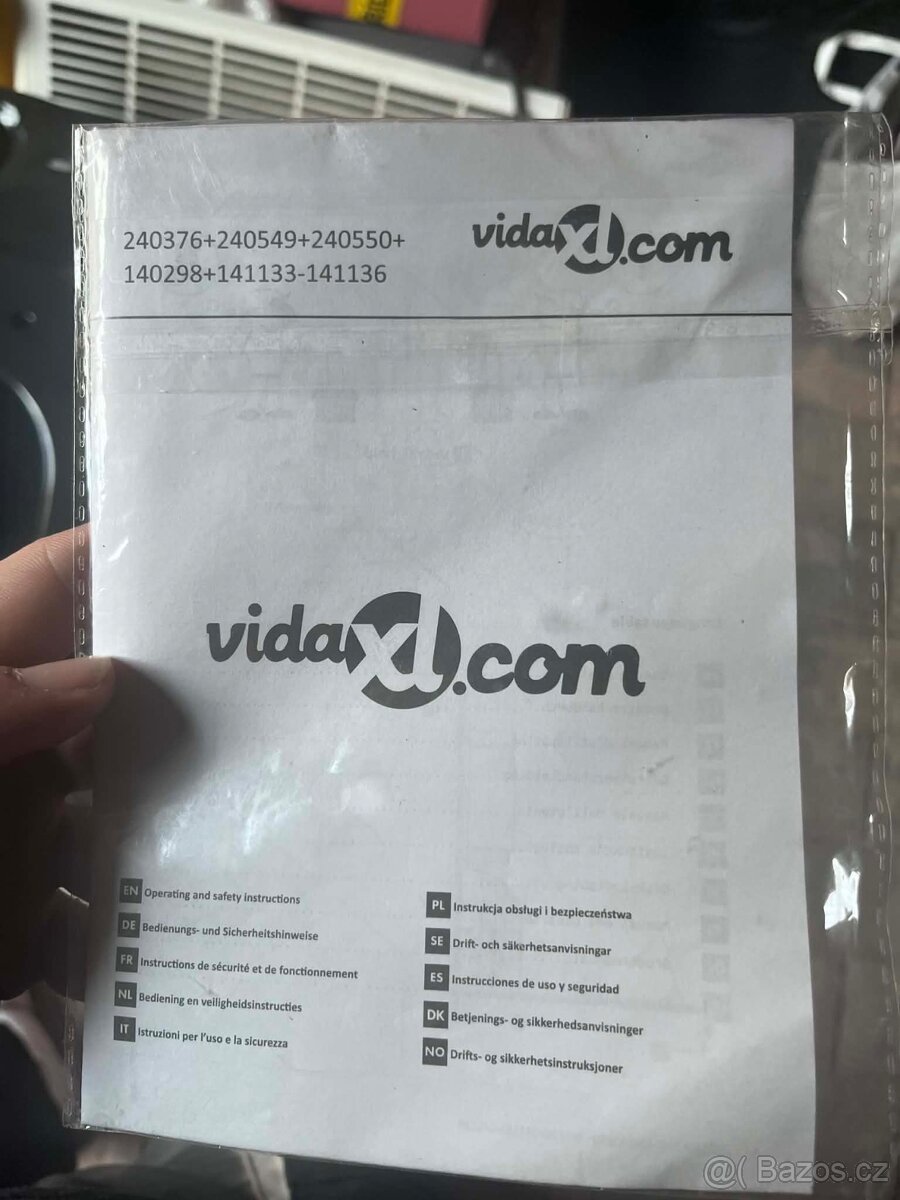 240376+240549+240550+
140298+141133-141136
vidaXL.com
vidaXL.com
EN Operating and safety instructions
DE Bedienungs- und Sicherheitshinweise
FR Instructions de sécurité et de fonctionnement
NL Bediening en veiligheidsinstructies
IT Istruzioni per l'uso e la sicurezza
PL Instrukcja obsługi i bezpieczeństwa
SE Drift- och säkerhetsanvisningar
ES Instrucciones de uso y seguridad
DK Betjenings- og sikkerhedsanvisninger
NO Drifts- og sikkerhetsinstruksjoner
@( Bazos.cz